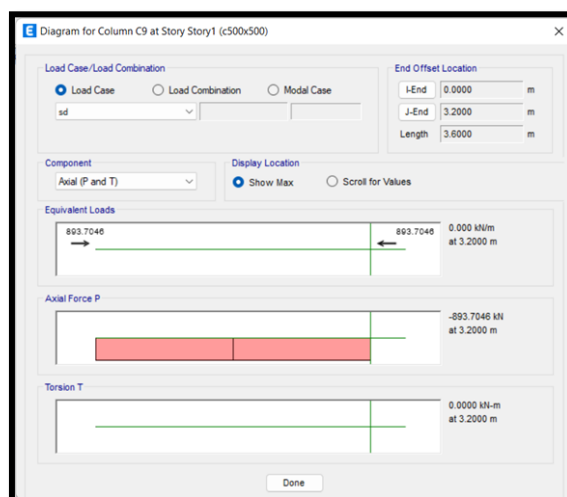 E Diagram for Column C9 at Story Story1 (c500x500)
Load Case/Load Combination
Load Case Load Combination Modal Case
sd
End Offset Location
I-End 0.0000 m
J-End 3.2000 m
Length 3.6000 m
Component
Axial (P and T)
Display Location
Show Max Scroll for Values
Equivalent Loads
893.7046 893.7046
0.000 kN/m
at 3.2000 m
Axial Force P
-893.7046 kN
at 3.2000 m
Torsion T
0.0000 kN-m
at 3.2000 m
Done